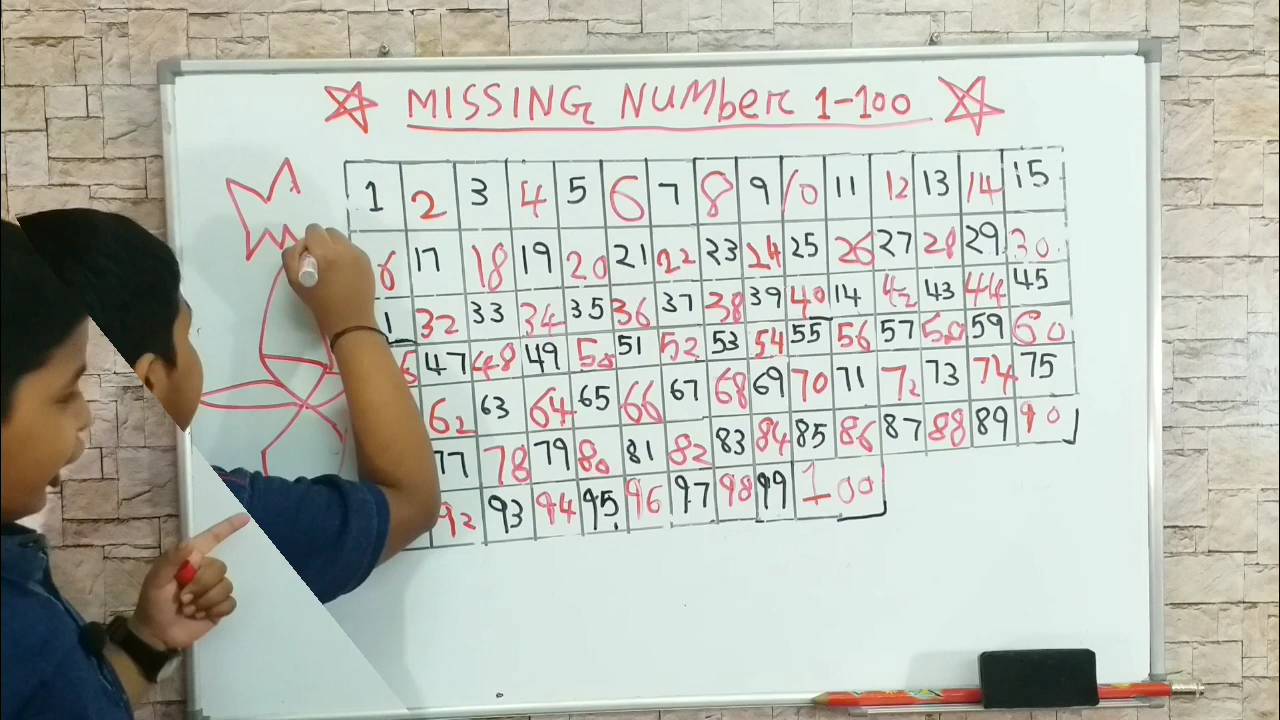 MISSING NUMber 1-100
1 2 3 4 5 6 7 8 9 10 11 12 13 14 15
6 17 18 19 20 21 22 23 24 25 26 27 28 29 30
1 32 33 34 35 36 37 38 39 40 14 42 43 44 45
47 48 49 50 51 52 53 54 55 56 57 58 59 60
62 63 64 65 66 67 68 69 70 71 72 73 74 75
77 78 79 80 81 82 83 84 85 86 87 88 89 90
92 93 94 95 96 97 98 99 100